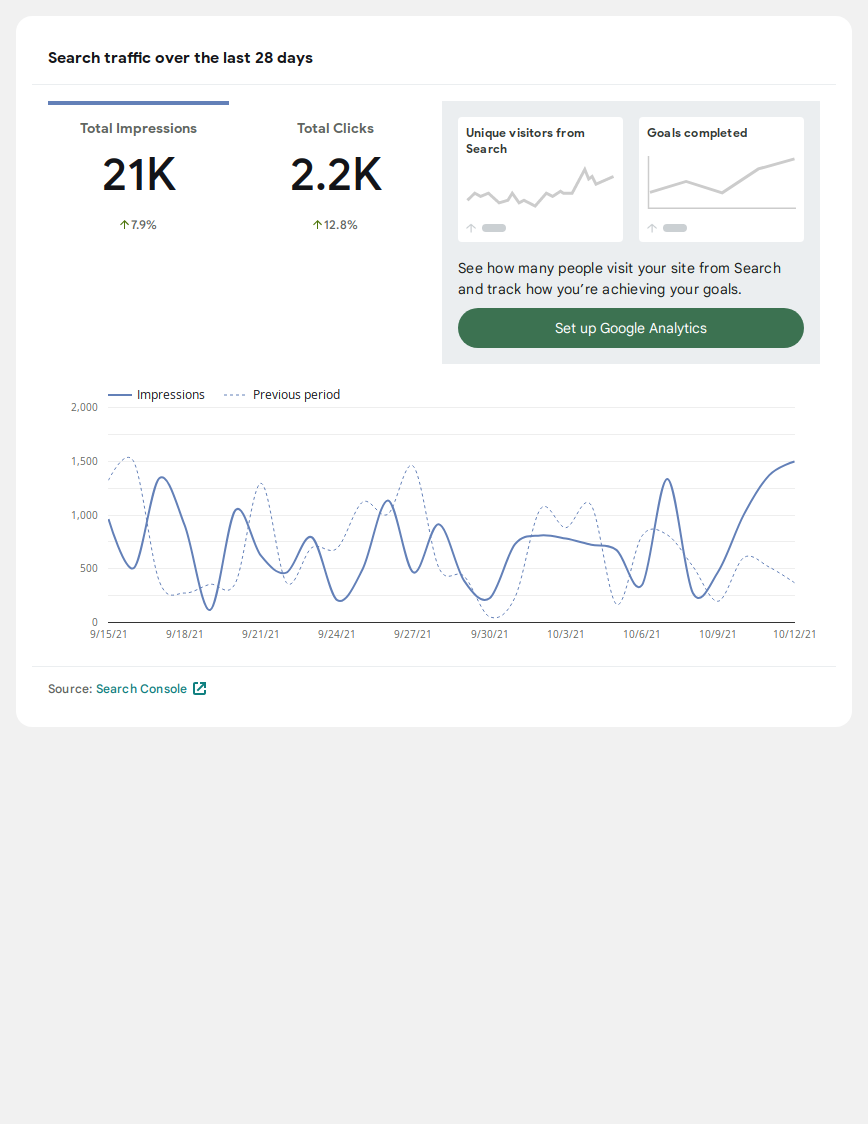 Search traffic over the last 28 days
Total Impressions
21K
7.9%
Total Clicks
2.2K
12.8%
Unique visitors from
Search
Goals completed
See how many people visit your site from Search
and track how you’re achieving your goals.
Set up Google Analytics
Impressions
Previous period
2,000
1,500
1,000
500
0
9/15/21
9/18/21
9/21/21
9/24/21
9/27/21
9/30/21
10/3/21
10/6/21
10/9/21
10/12/21
Source: Search Console